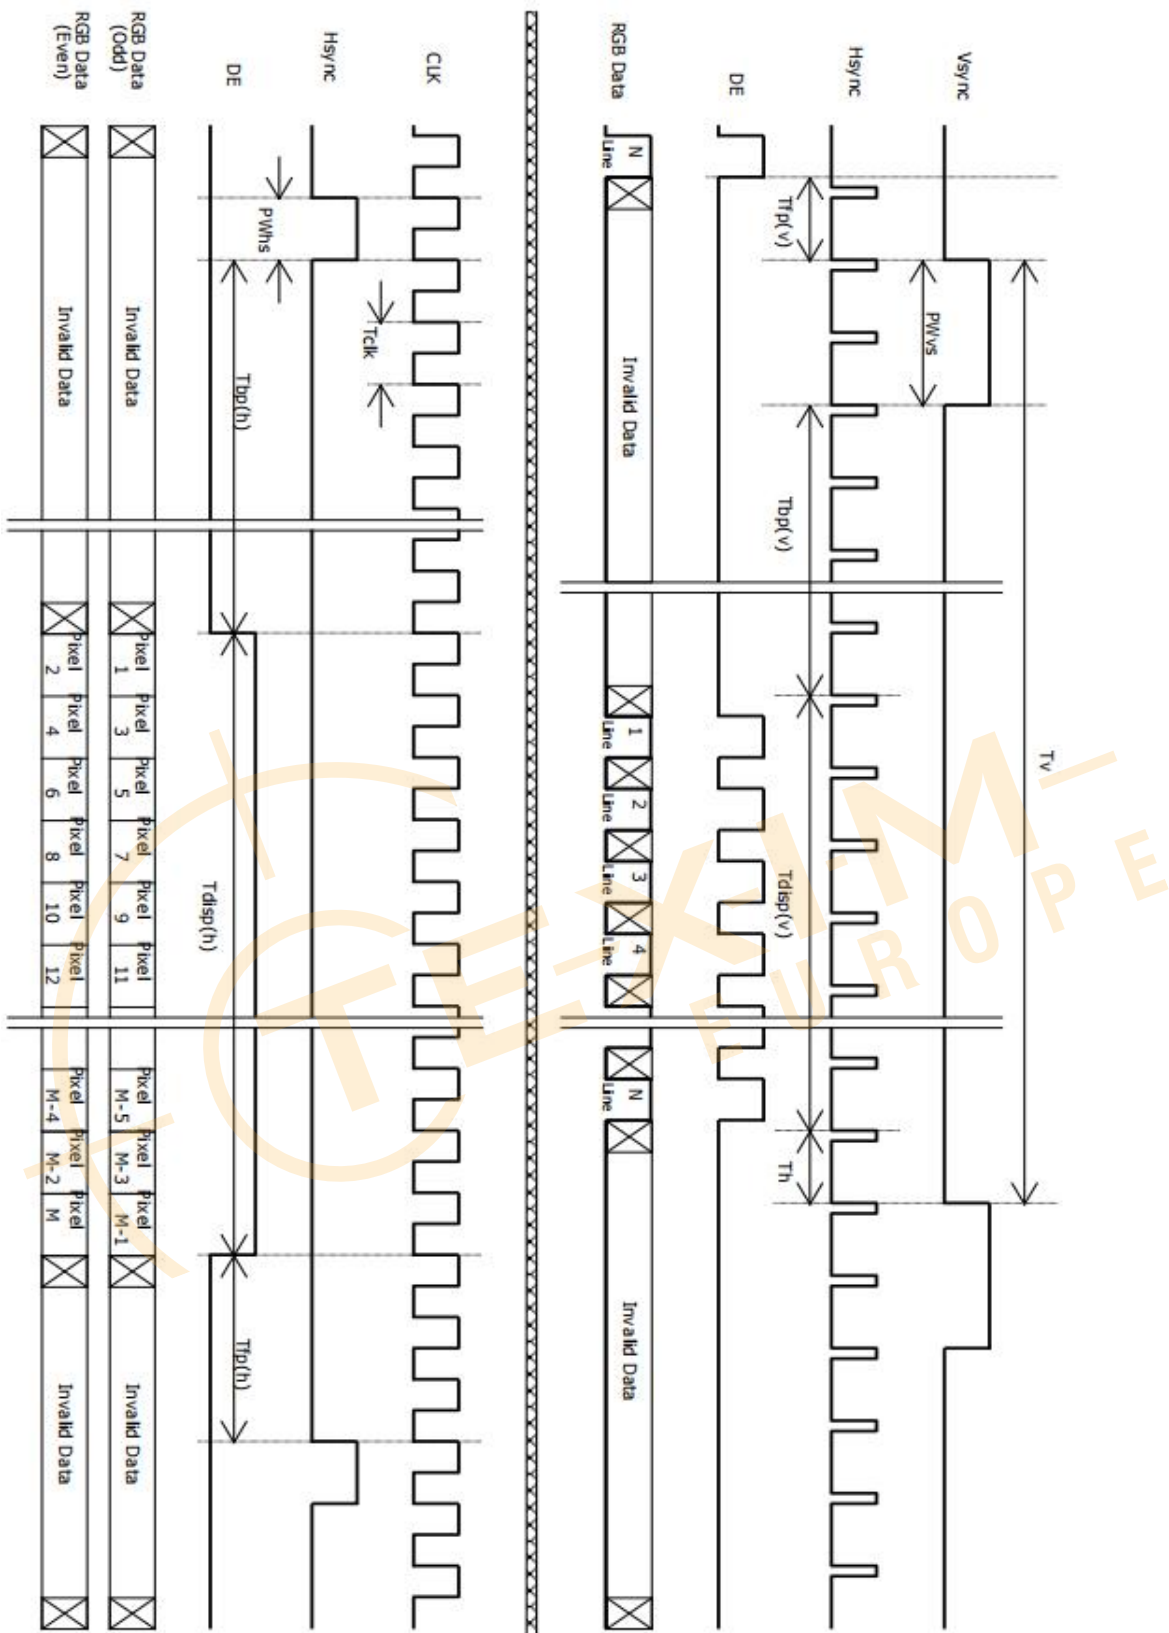 Tv
Vsync
PWvs
Hsync
Tfp(v)
Tbp(v)
Tdisp(v)
Th
DE
RGB Data
N
Line
Invalid Data
1
Line
2
Line
3
Line
4
Line
N
Line
Invalid Data
CLK
Tclk
Hsync
PWhs
DE
Tbp(h)
Tdisp(h)
Tfp(h)
RGB Data
(Odd)
Invalid Data
Pixel Pixel Pixel Pixel Pixel Pixel
1 3 5 7 9 11
Pixel Pixel Pixel
M-5 M-3 M-1
Invalid Data
RGB Data
(Even)
Invalid Data
Pixel Pixel Pixel Pixel Pixel Pixel
2 4 6 8 10 12
Pixel Pixel Pixel
M-4 M-2 M
Invalid Data
TEXIM
EUROPE